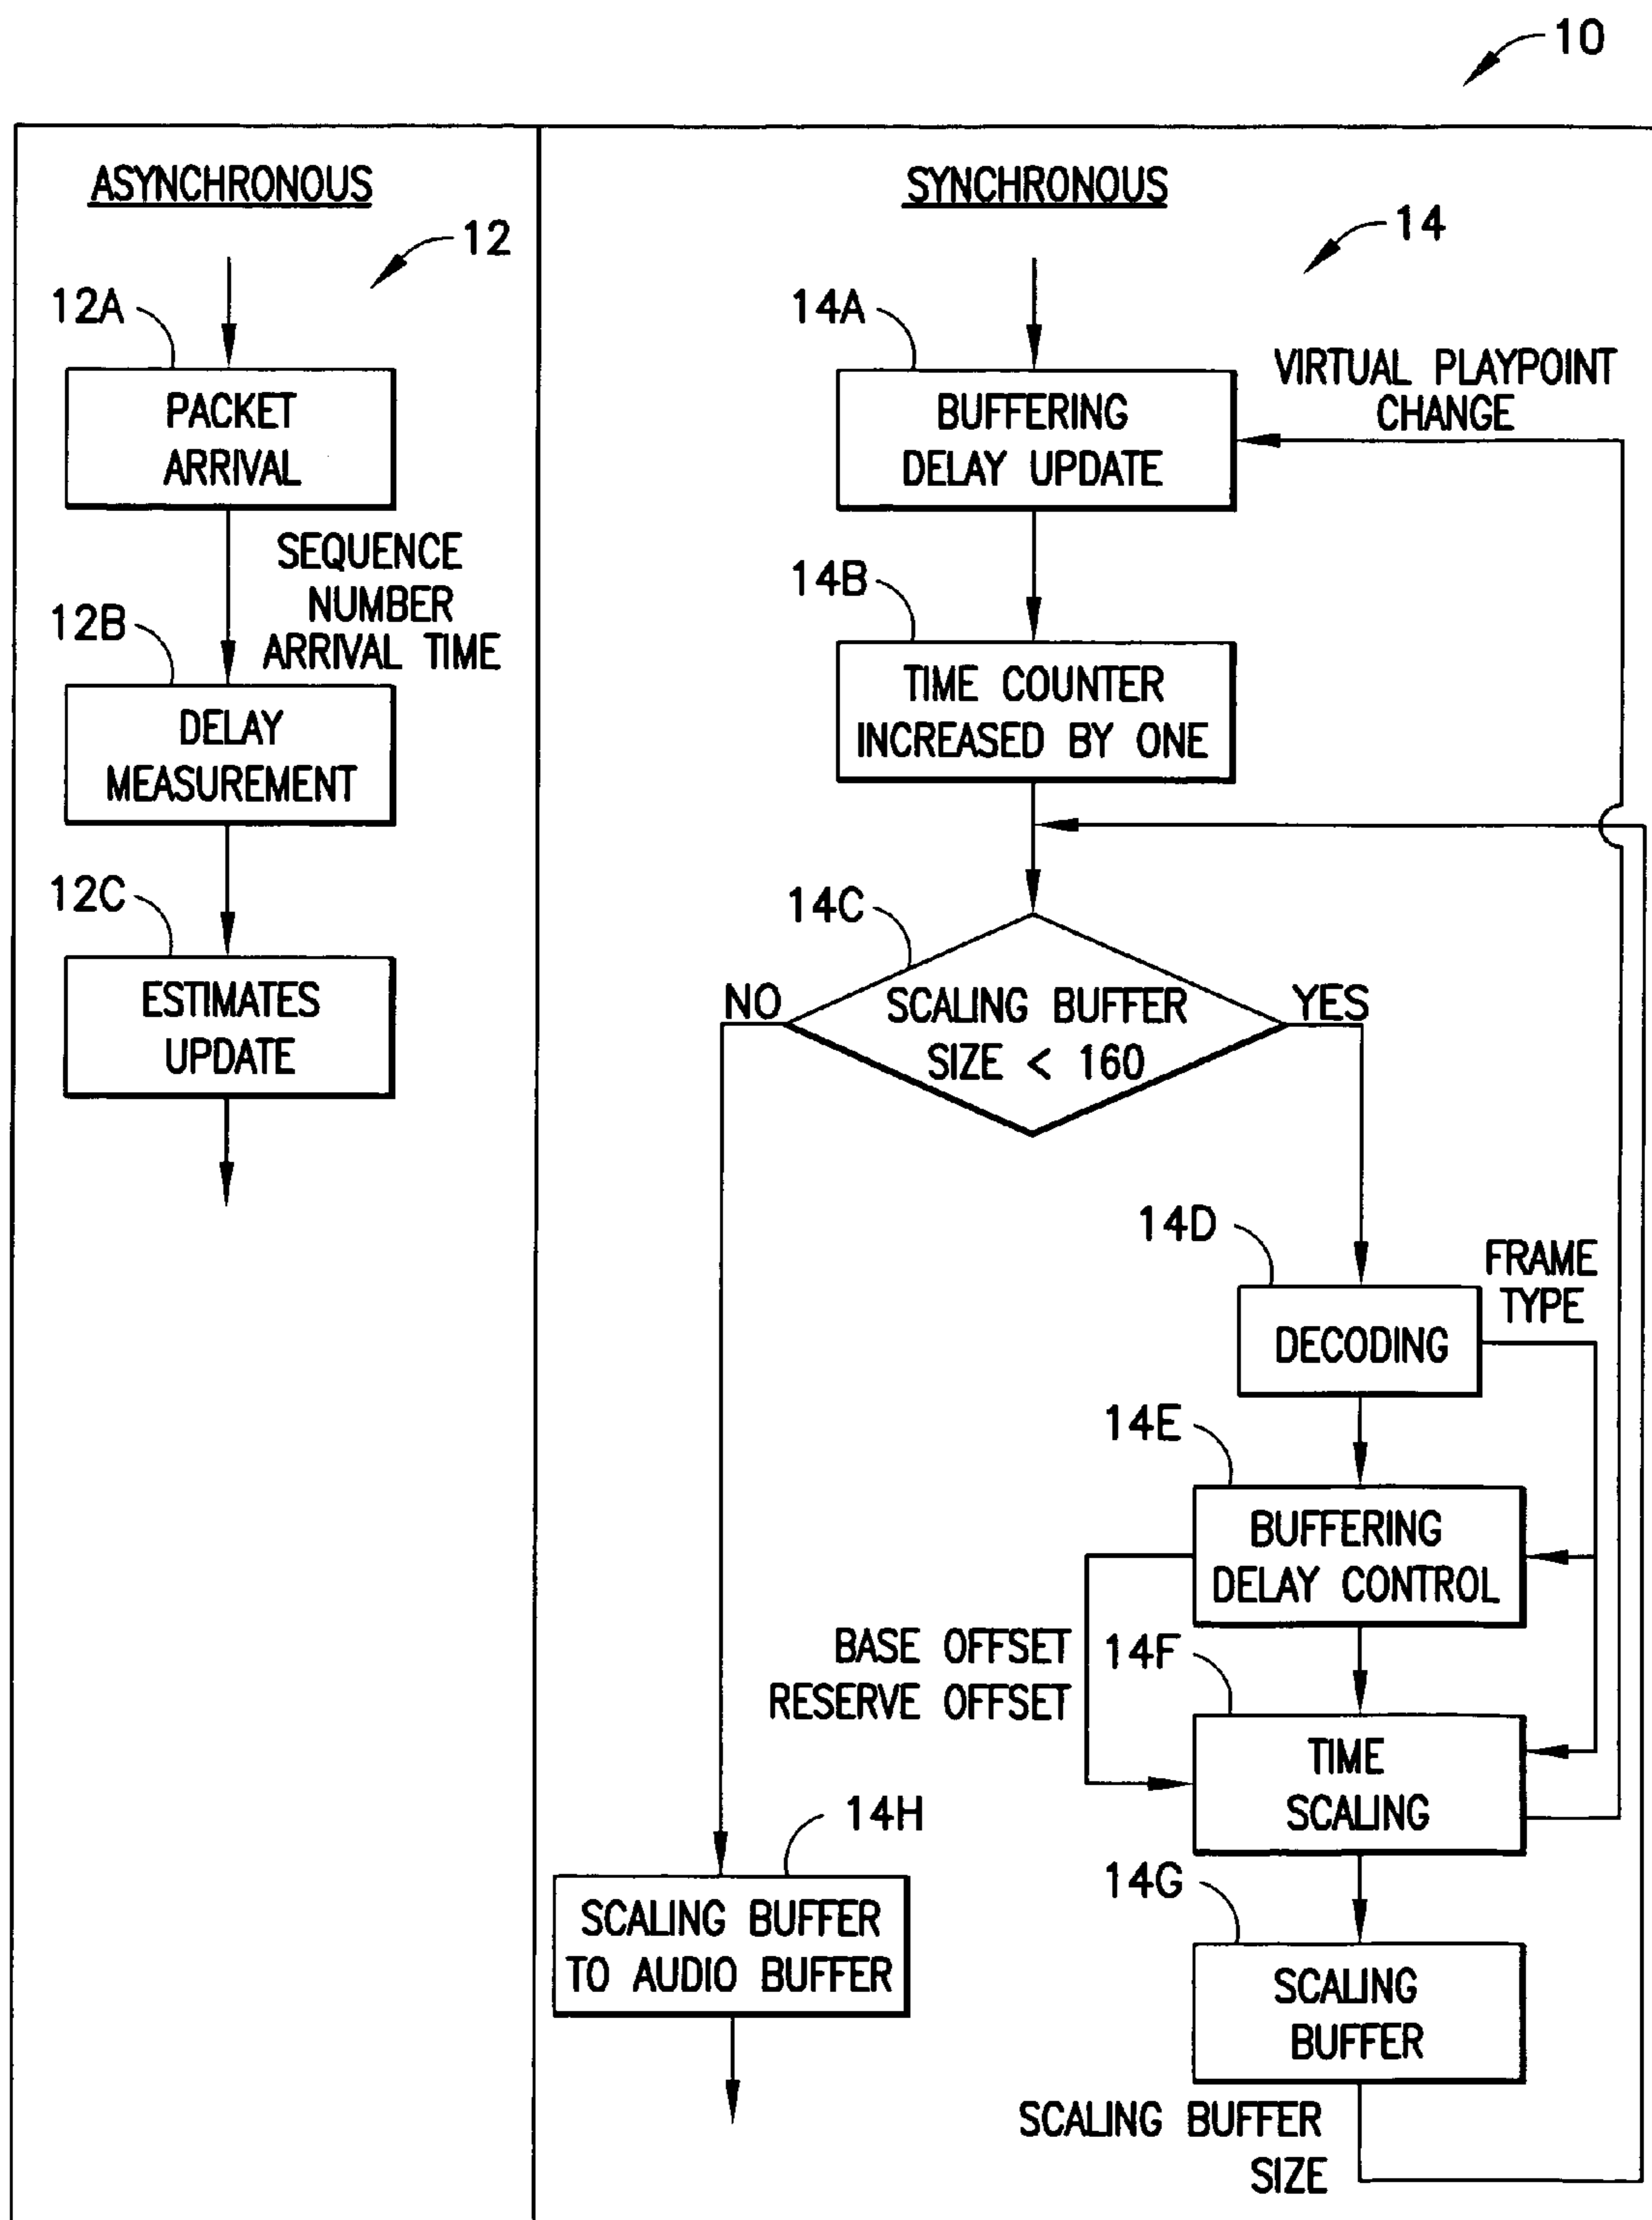 10
ASYNCHRONOUS
12
12A
PACKET
ARRIVAL
SEQUENCE
NUMBER
ARRIVAL TIME
12B
DELAY
MEASUREMENT
12C
ESTIMATES
UPDATE
SYNCHRONOUS
14
14A
BUFFERING
DELAY UPDATE
VIRTUAL PLAYPOINT
CHANGE
14B
TIME COUNTER
INCREASED BY ONE
14C
SCALING BUFFER
SIZE < 160
NO
YES
14D
DECODING
FRAME
TYPE
14E
BUFFERING
DELAY CONTROL
BASE OFFSET
RESERVE OFFSET
14F
TIME
SCALING
14G
SCALING
BUFFER
SCALING BUFFER
SIZE
14H
SCALING BUFFER
TO AUDIO BUFFER